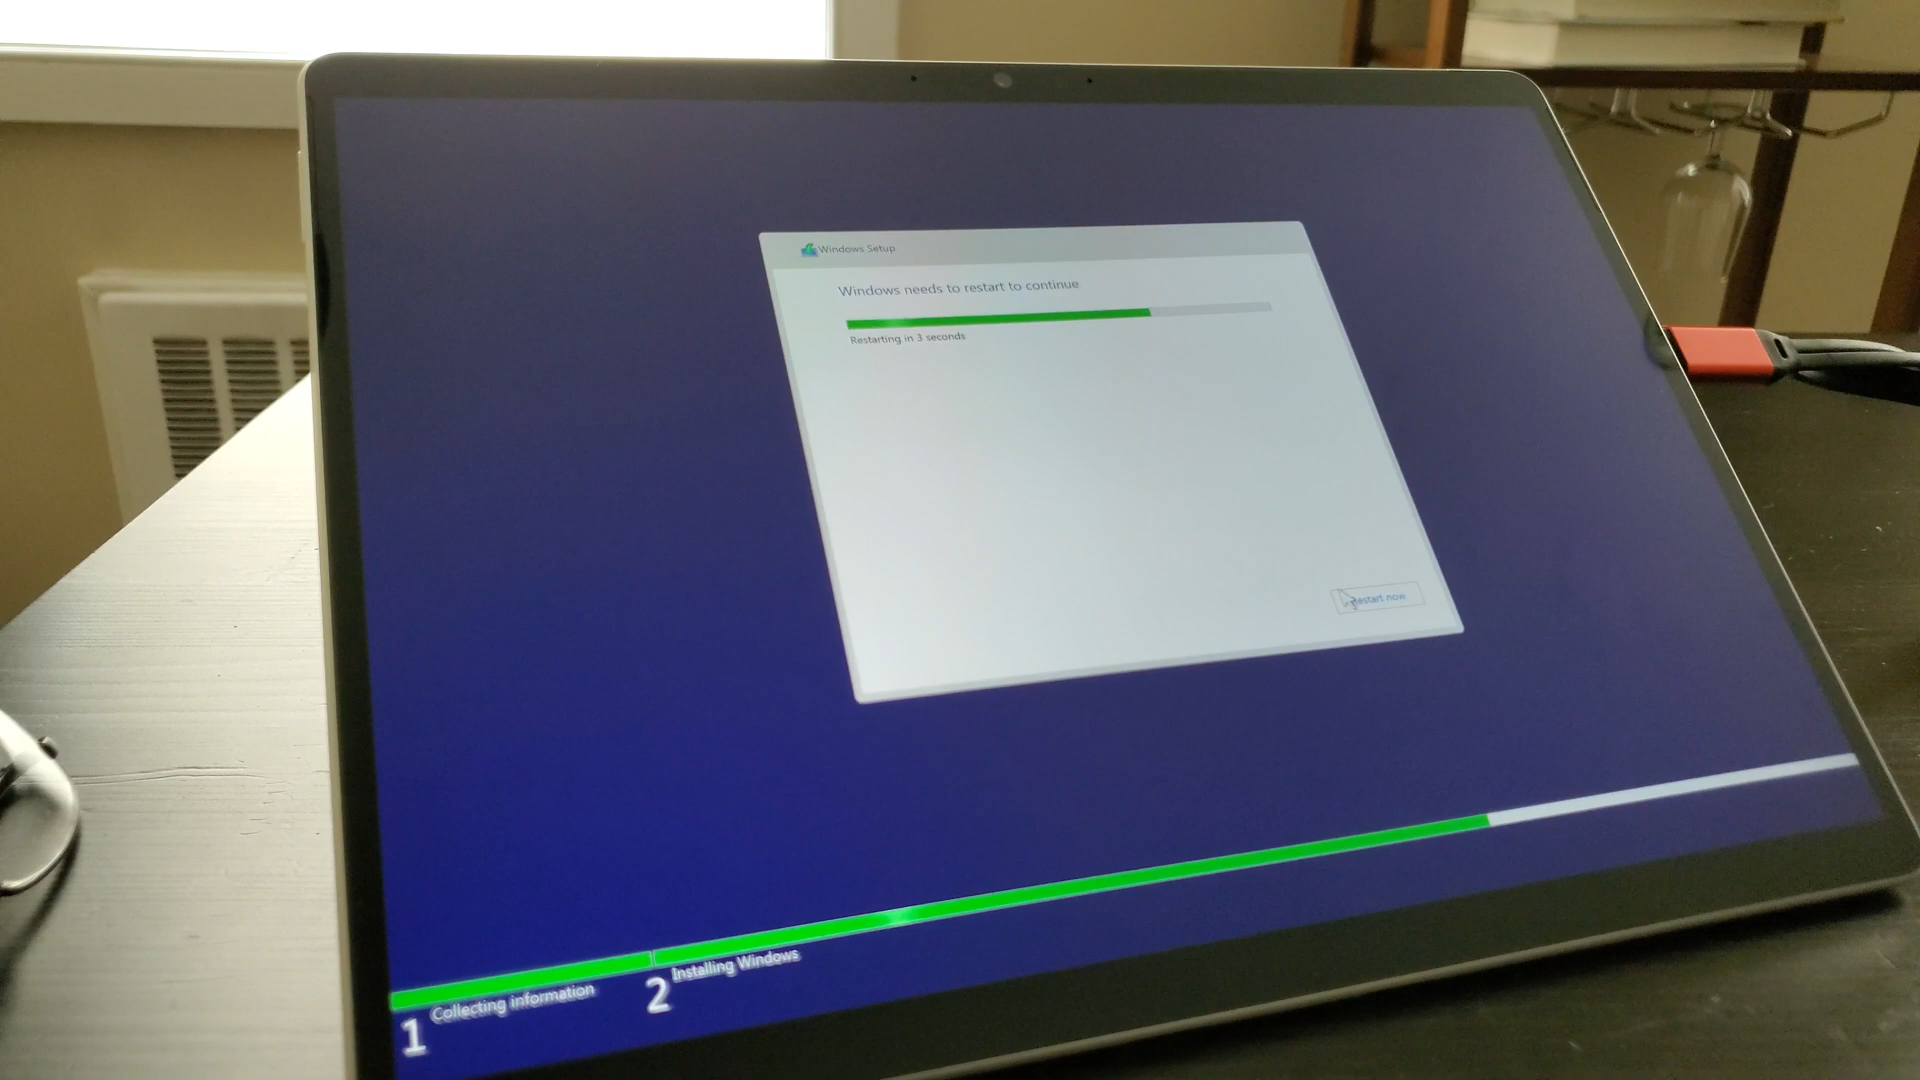 Windows Setup
Windows needs to restart to continue
Restarting in 3 seconds
Restart now
1 Collecting information
2 Installing Windows